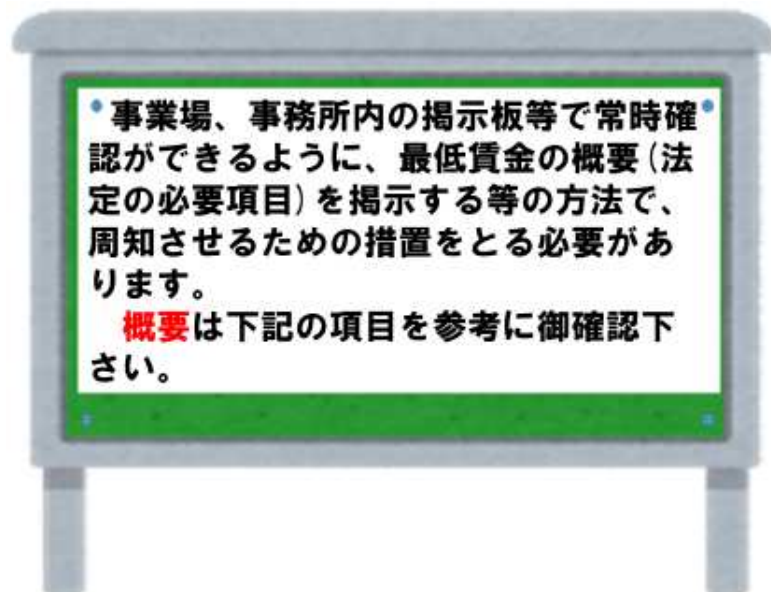 事業場、事務所内の掲示板等で常時確
認ができるように、最低賃金の概要(法
定の必要項目)を掲示する等の方法で、
周知させるための措置をとる必要があ
ります。
　概要は下記の項目を参考に御確認下
さい。